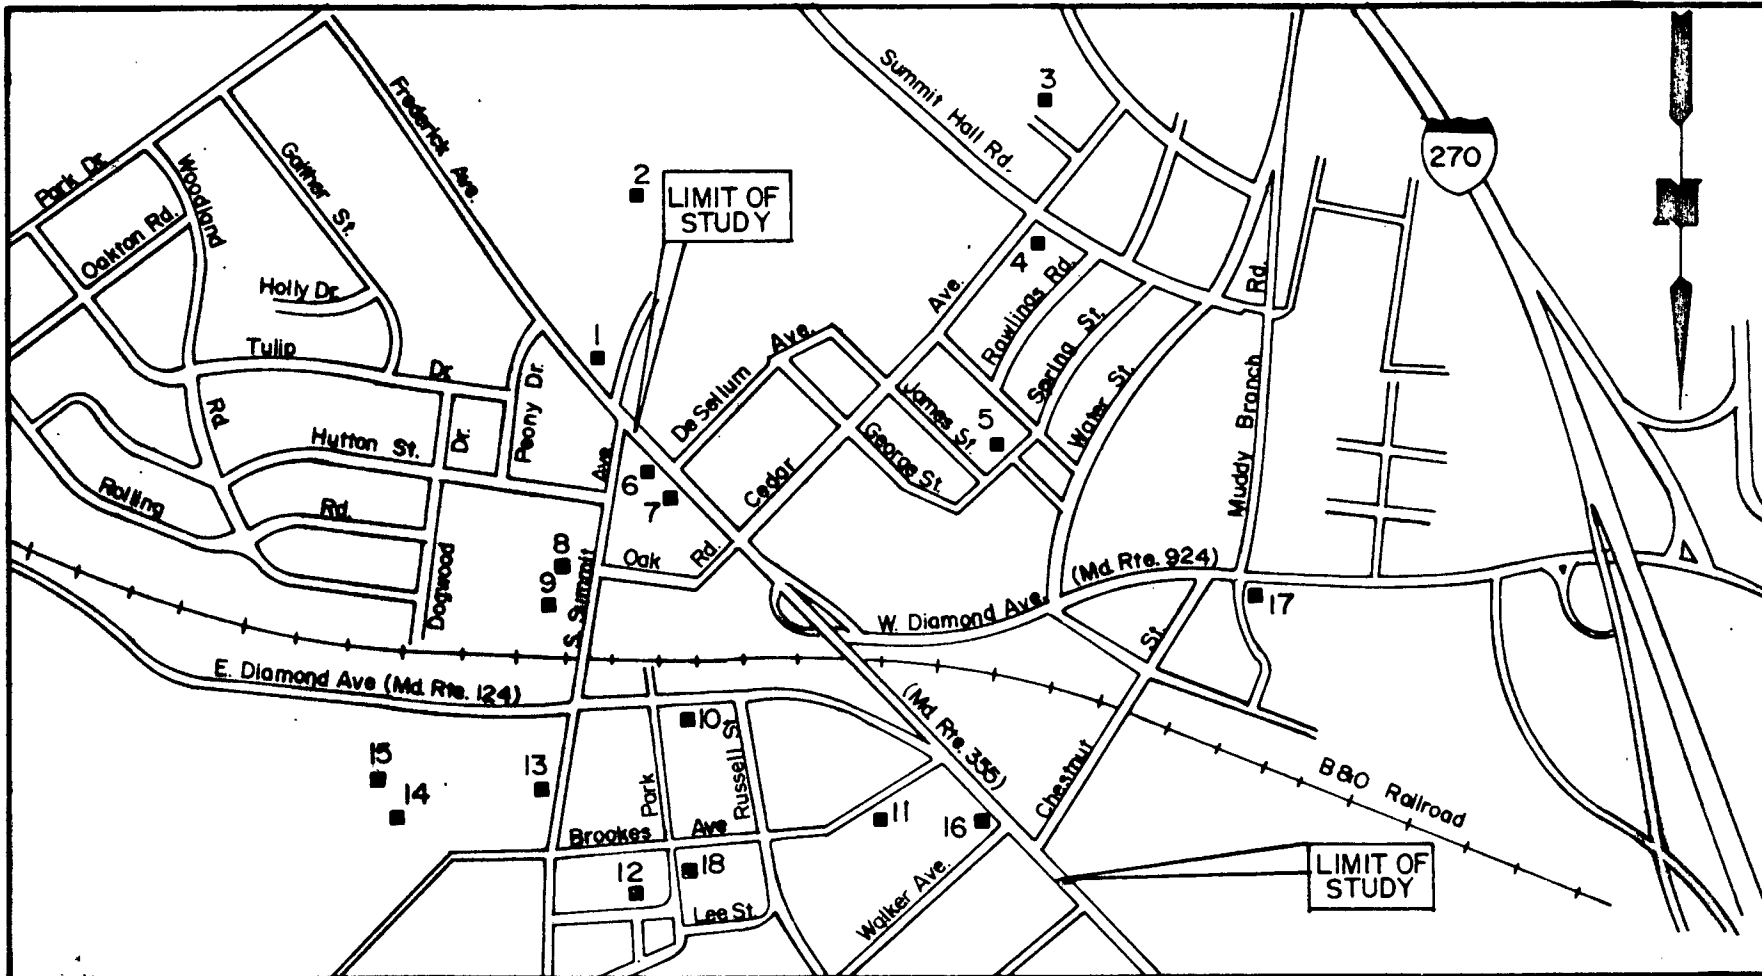 Summit Hall Rd.
3
270
Frederick Ave.
Park Dr.
Woodland
Gaither St.
2
LIMIT OF
STUDY
Oakton Rd.
N
4
Rawlings Rd.
Rd.
Holly Dr.
Ave.
Spring St.
1
Tulip
Dr.
Peony Dr.
DeSellum
Ave.
James St.
5
Water St.
Muddy Branch
Rd
Hutton St.
Dr.
Ave
6
7
Cedar
George St.
Rolling
Rd.
Dogwood
8
9
S. Summit
Oak
Rd.
(Md. Rte. 924)
W. Diamond Ave.
St.
17
E. Diamond Ave (Md. Rte. 124)
10
Russell St
(Md. Rte. 355)
15
14
13
Park
Chestnut
B&O Railroad
Brookes
Ave
11
16
12
18
Lee St.
Walker Ave.
LIMIT OF
STUDY